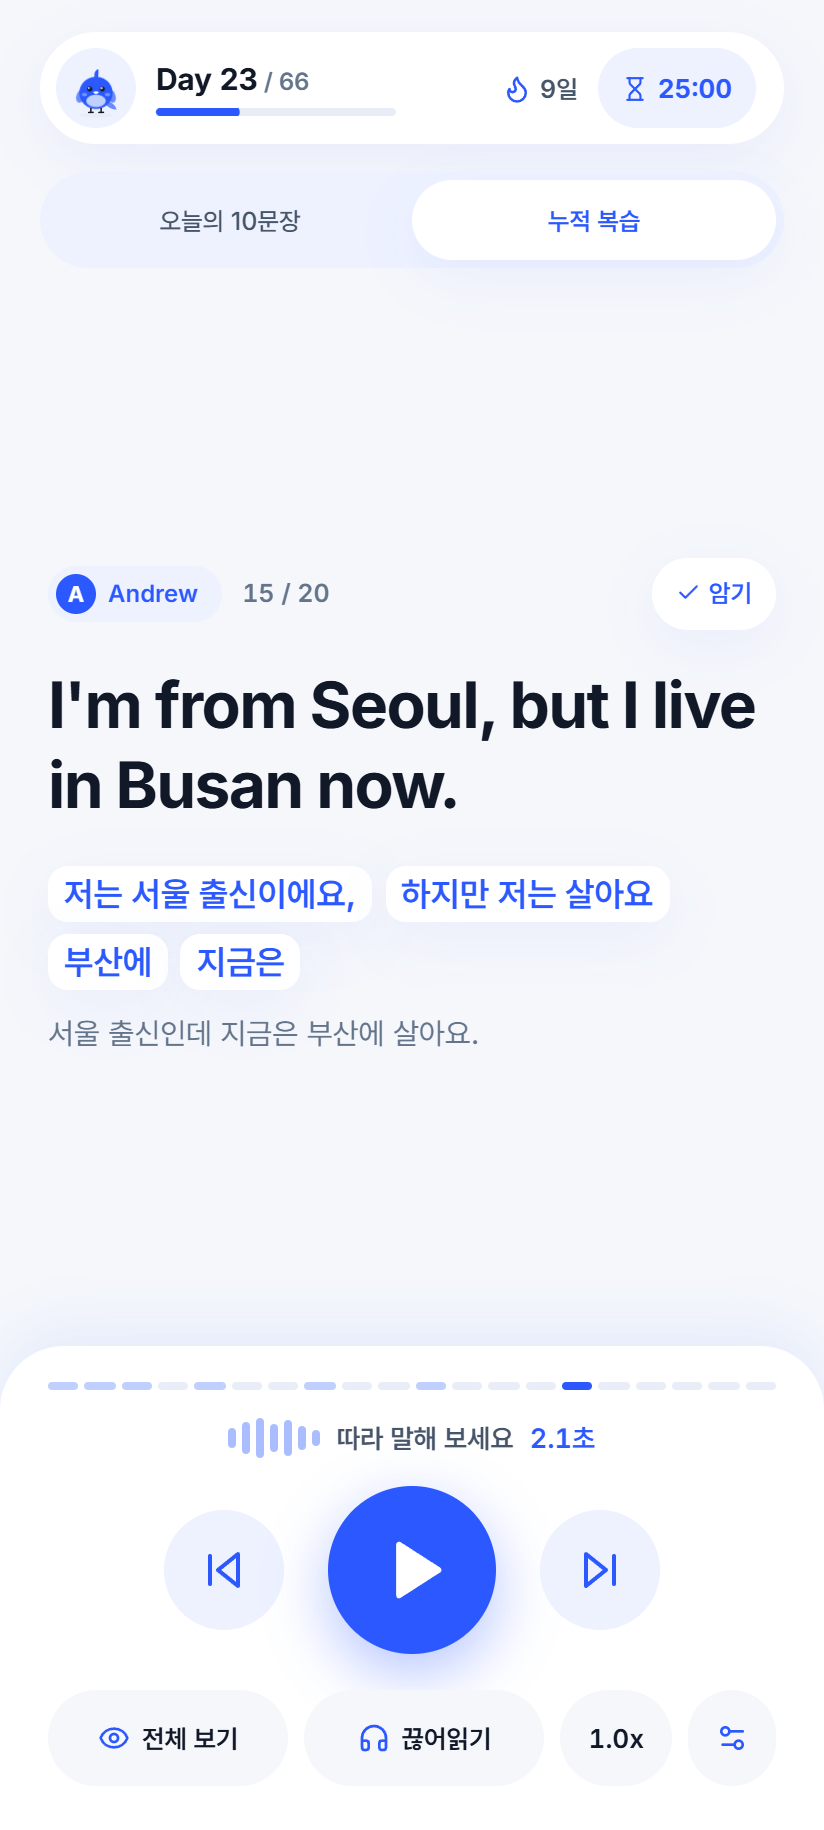 Day 23 / 66
9일
25:00
오늘의 10문장
누적 복습
A Andrew
15 / 20
암기
I'm from Seoul, but I live
in Busan now.
저는 서울 출신이에요, 하지만 저는 살아요
부산에 지금은
서울 출신인데 지금은 부산에 살아요.
따라 말해 보세요 2.1초
전체 보기
끊어읽기
1.0x